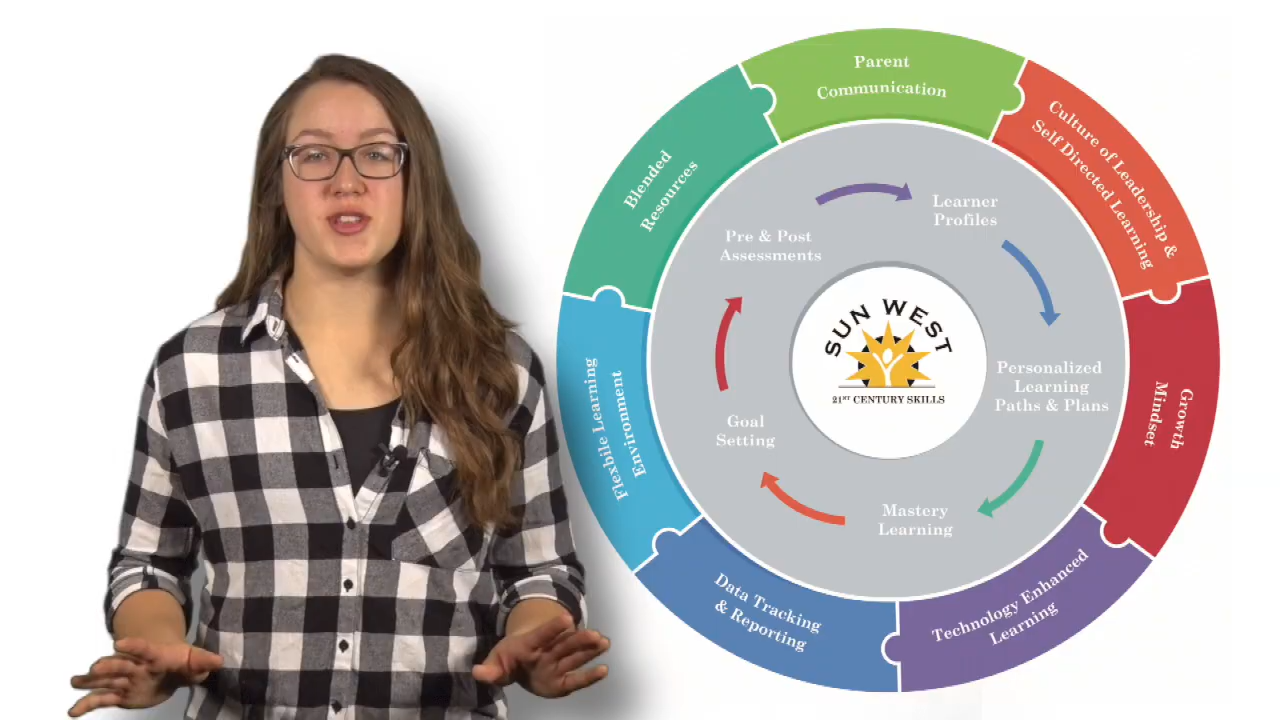 Parent
Communication
Culture of Leadership &
Self Directed Learning
Growth
Mindset
Technology Enhanced
Learning
Data Tracking
& Reporting
Flexbile Learning
Environment
Blended
Resources
Learner
Profiles
Personalized
Learning
Paths & Plans
Mastery
Learning
Goal
Setting
Pre & Post
Assessments
SUN WEST
21ST CENTURY SKILLS